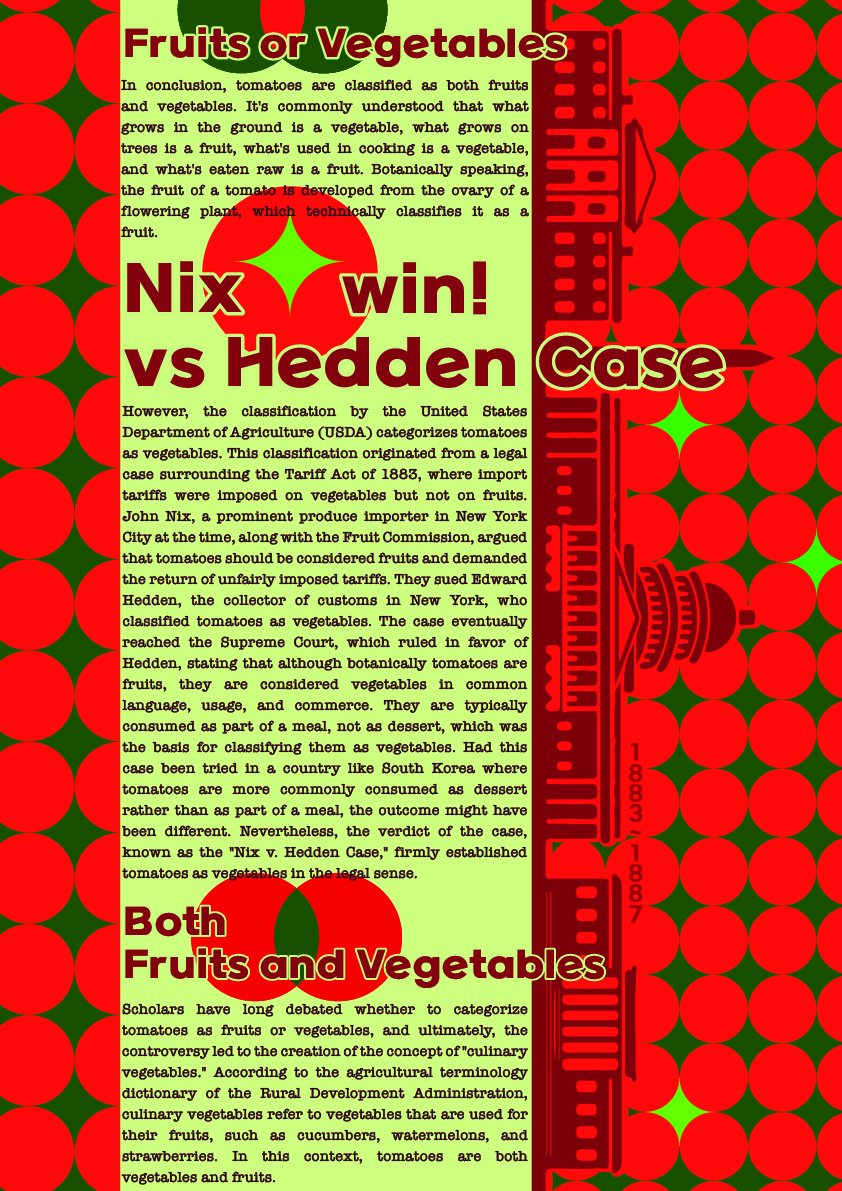 Fruits or Vegetables
In conclusion, tomatoes are classified as both fruits
and vegetables. It's commonly understood that what
grows in the ground is a vegetable, what grows on
trees is a fruit, what's used in cooking is a vegetable,
and what's eaten raw is a fruit. Botanically speaking,
the fruit of a tomato is developed from the ovary of a
flowering plant, which technically classifies it as a
fruit.
Nix win!
vs Hedden Case
However, the classification by the United States
Department of Agriculture (USDA) categorizes tomatoes
as vegetables. This classification originated from a legal
case surrounding the Tariff Act of 1883, where import
tariffs were imposed on vegetables but not on fruits.
John Nix, a prominent produce importer in New York
City at the time, along with the Fruit Commission, argued
that tomatoes should be considered fruits and demanded
the return of unfairly imposed tariffs. They sued Edward
Hedden, the collector of customs in New York, who
classified tomatoes as vegetables. The case eventually
reached the Supreme Court, which ruled in favor of
Hedden, stating that although botanically tomatoes are
fruits, they are considered vegetables in common
language, usage, and commerce. They are typically
consumed as part of a meal, not as dessert, which was
the basis for classifying them as vegetables. Had this
case been tried in a country like South Korea where
tomatoes are more commonly consumed as dessert
rather than as part of a meal, the outcome might have
been different. Nevertheless, the verdict of the case,
known as the "Nix v. Hedden Case," firmly established
tomatoes as vegetables in the legal sense.
1883~1887
Both
Fruits and Vegetables
Scholars have long debated whether to categorize
tomatoes as fruits or vegetables, and ultimately, the
controversy led to the creation of the concept of "culinary
vegetables." According to the agricultural terminology
dictionary of the Rural Development Administration,
culinary vegetables refer to vegetables that are used for
their fruits, such as cucumbers, watermelons, and
strawberries. In this context, tomatoes are both
vegetables and fruits.